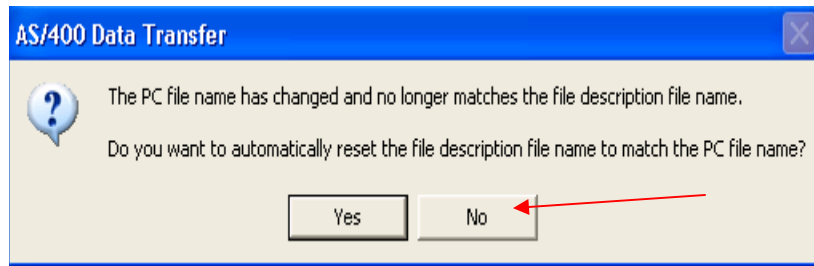 AS/400 Data Transfer
The PC file name has changed and no longer matches the file description file name.
Do you want to automatically reset the file description file name to match the PC file name?
Yes
No